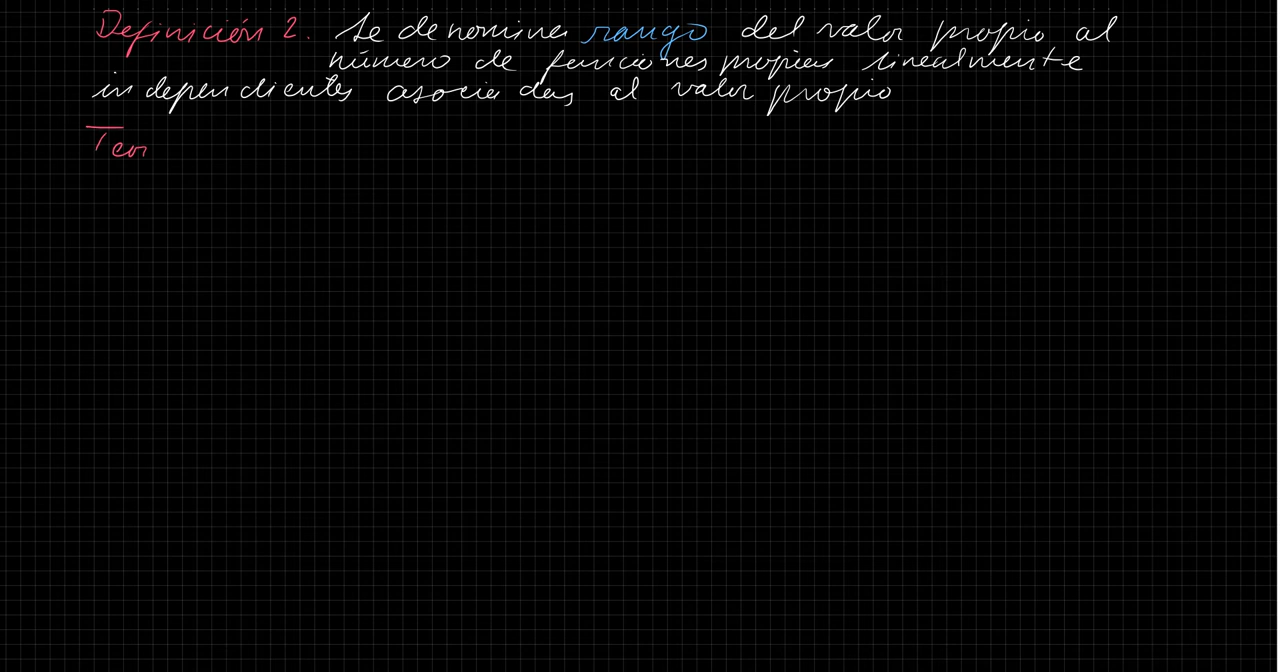 Definición 2. Se denomina rango del valor propio al
número de funciones propias linealmente
independientes asociadas al valor propio
Teor